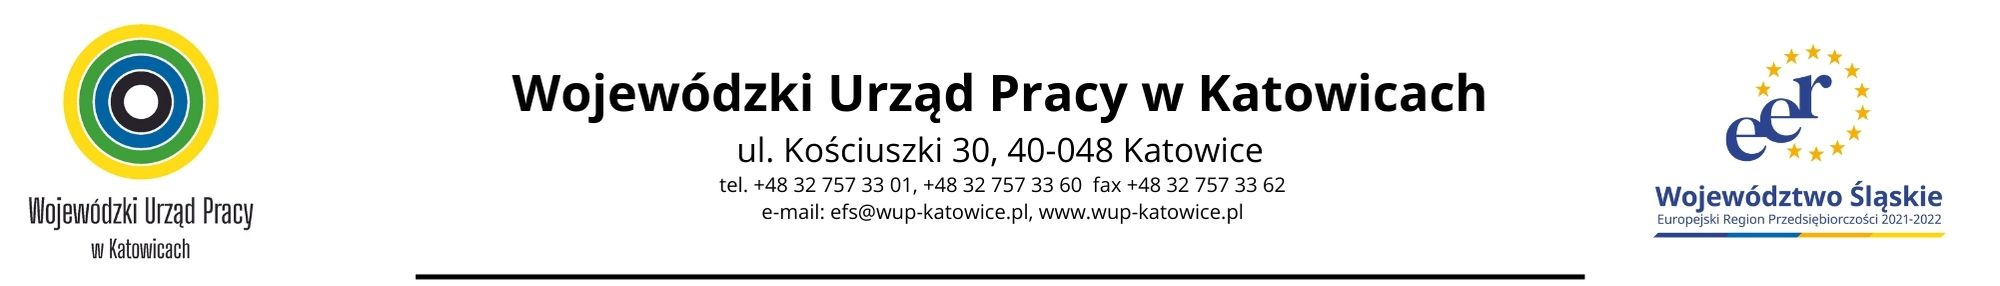 Wojewódzki Urząd Pracy
w Katowicach
Wojewódzki Urząd Pracy w Katowicach
ul. Kościuszki 30, 40-048 Katowice
tel. +48 32 757 33 01, +48 32 757 33 60  fax +48 32 757 33 62
e-mail: efs@wup-katowice.pl, www.wup-katowice.pl
eer
Województwo Śląskie
Europejski Region Przedsiębiorczości 2021-2022